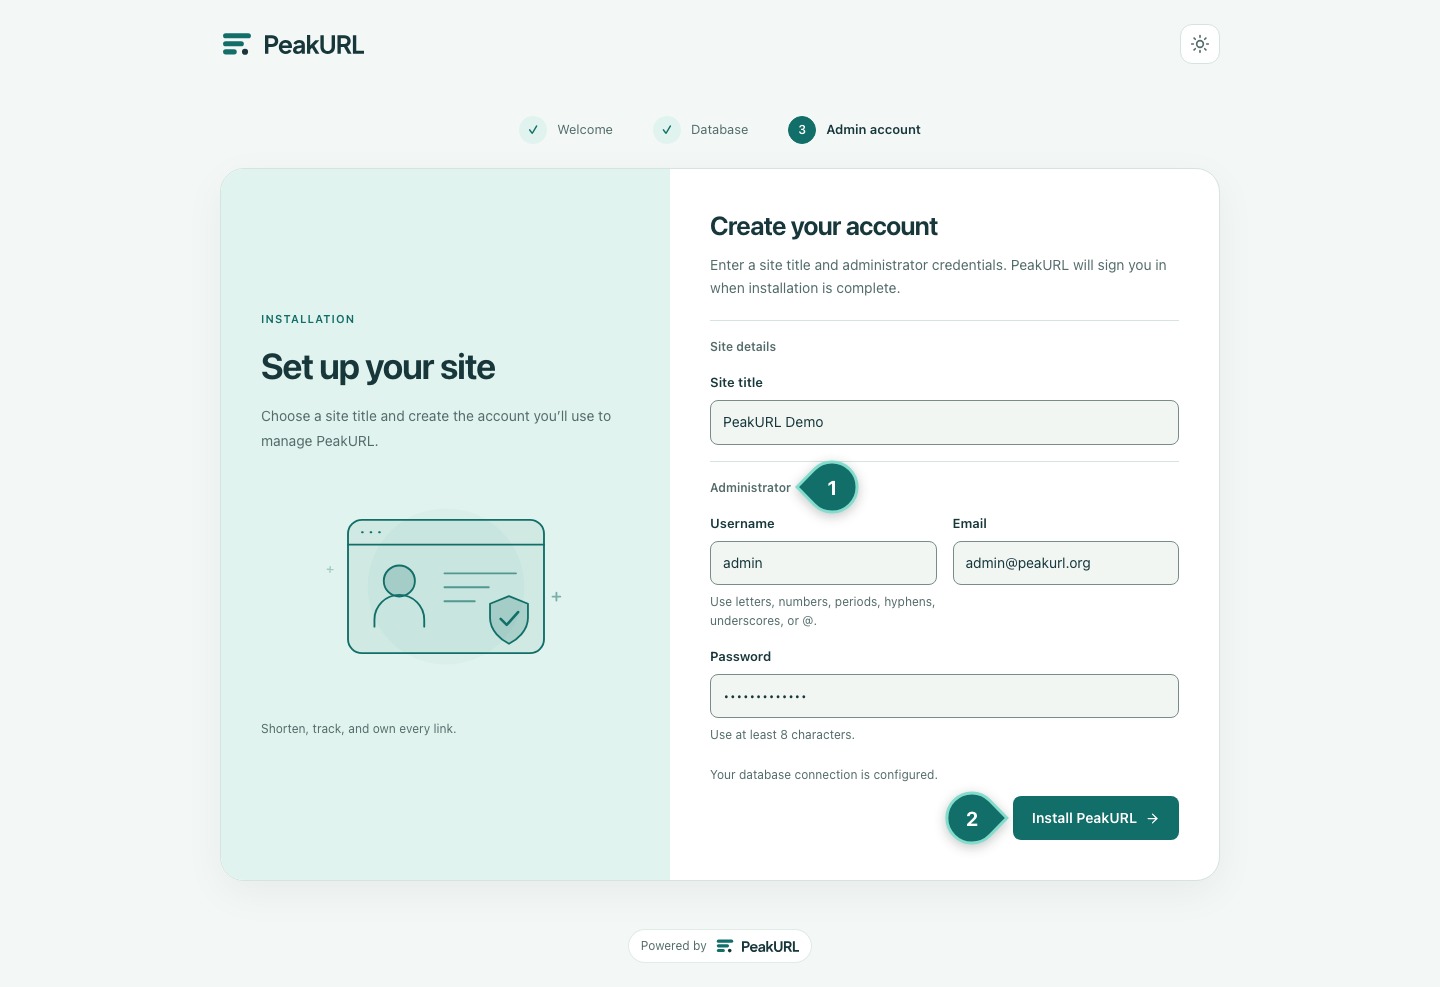 PeakURL
Welcome
Database
3
Admin account
INSTALLATION
Set up your site
Choose a site title and create the account you’ll use to
manage PeakURL.
Shorten, track, and own every link.
Create your account
Enter a site title and administrator credentials. PeakURL will sign you in
when installation is complete.
Site details
Site title
PeakURL Demo
Administrator
1
Username
Email
admin
admin@peakurl.org
Use letters, numbers, periods, hyphens,
underscores, or @.
Password
•••••••••••••
Use at least 8 characters.
Your database connection is configured.
2
Install PeakURL →
Powered by PeakURL